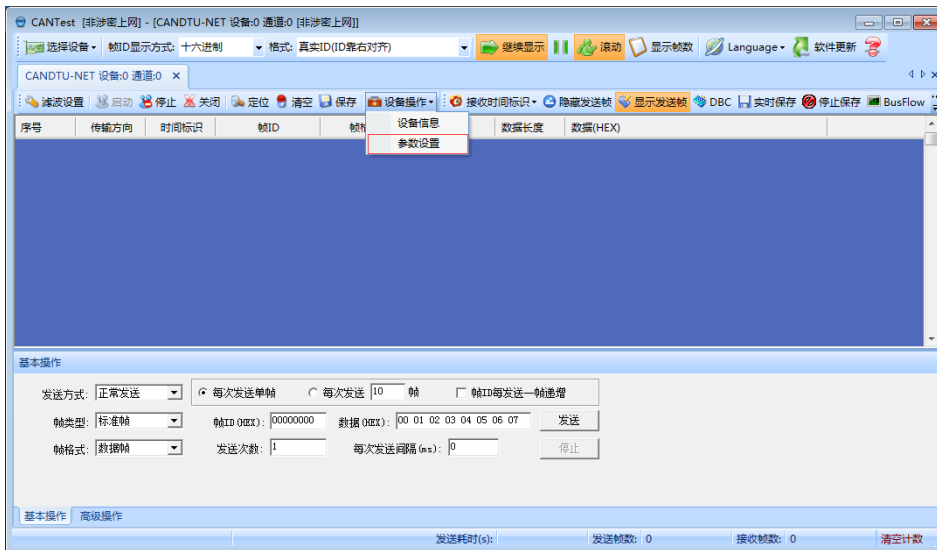 CANTest [非涉密上网] - [CANDTU-NET 设备:0 通道:0 [非涉密上网]]
选择设备 帧ID显示方式: 十六进制 格式: 真实ID(ID靠右对齐) 继续显示 滚动 显示帧数 Language 软件更新
CANDTU-NET 设备:0 通道:0 ×
滤波设置 启动 停止 关闭 定位 清空 保存 设备操作 接收时间标识 隐藏发送帧 显示发送帧 DBC 实时保存 停止保存 BusFlow
序号 传输方向 时间标识 帧ID 数据长度 数据(HEX)
设备信息
参数设置
基本操作
发送方式: 正常发送 每次发送单帧 每次发送 10 帧 帧ID每发送一帧递增
帧类型: 标准帧 帧ID(HEX): 00000000 数据(HEX): 00 01 02 03 04 05 06 07 发送
帧格式: 数据帧 发送次数: 1 每次发送间隔(ms): 0 停止
基本操作 高级操作
发送耗时(s): 发送帧数: 0 接收帧数: 0 清空计数